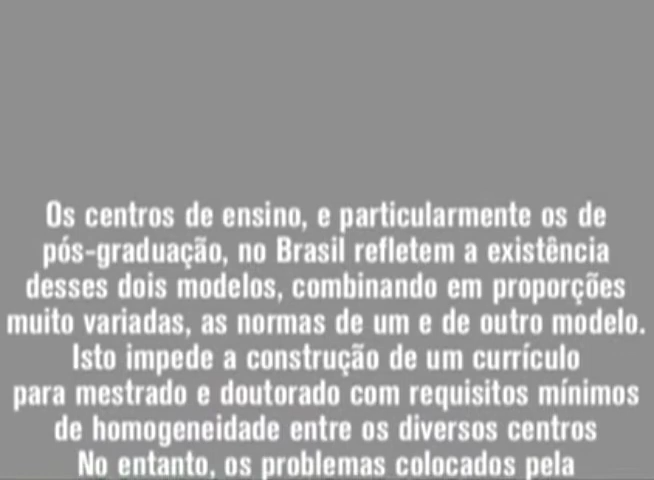 Os centros de ensino, e particularmente os de
pós-graduação, no Brasil refletem a existência
desses dois modelos, combinando em proporções
muito variadas, as normas de um e de outro modelo.
Isto impede a construção de um currículo
para mestrado e doutorado com requisitos mínimos
de homogeneidade entre os diversos centros
No entanto, os problemas colocados pela